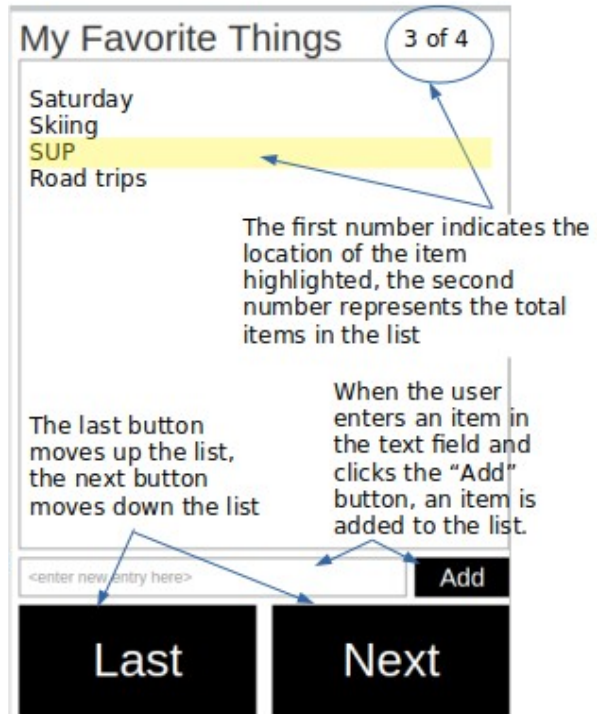 My Favorite Things 3 of 4
Saturday
Skiing
SUP
Road trips
The first number indicates the
location of the item
highlighted, the second
number represents the total
items in the list
The last button
moves up the list,
the next button
moves down the list
When the user
enters an item in
the text field and
clicks the “Add”
button, an item is
added to the list.
<enter new entry here> Add
Last Next